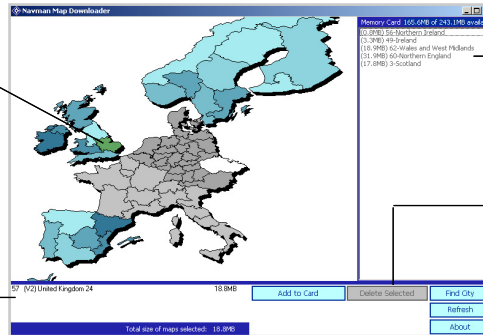 Navman Map Downloader
Memory Card 165.6MB of 243.1MB availa
(10.8MB) 56-Northern Ireland
(3.3MB) 49-Ireland
(18.9MB) 62-Wales and West Midlands
(31.9MB) 60-Northern England
(17.8MB) 3-Scotland
57 (V2) United Kingdom 24 18.8MB
Add to Card
Delete Selected
Find City
Refresh
Total size of maps selected: 18.8MB
About